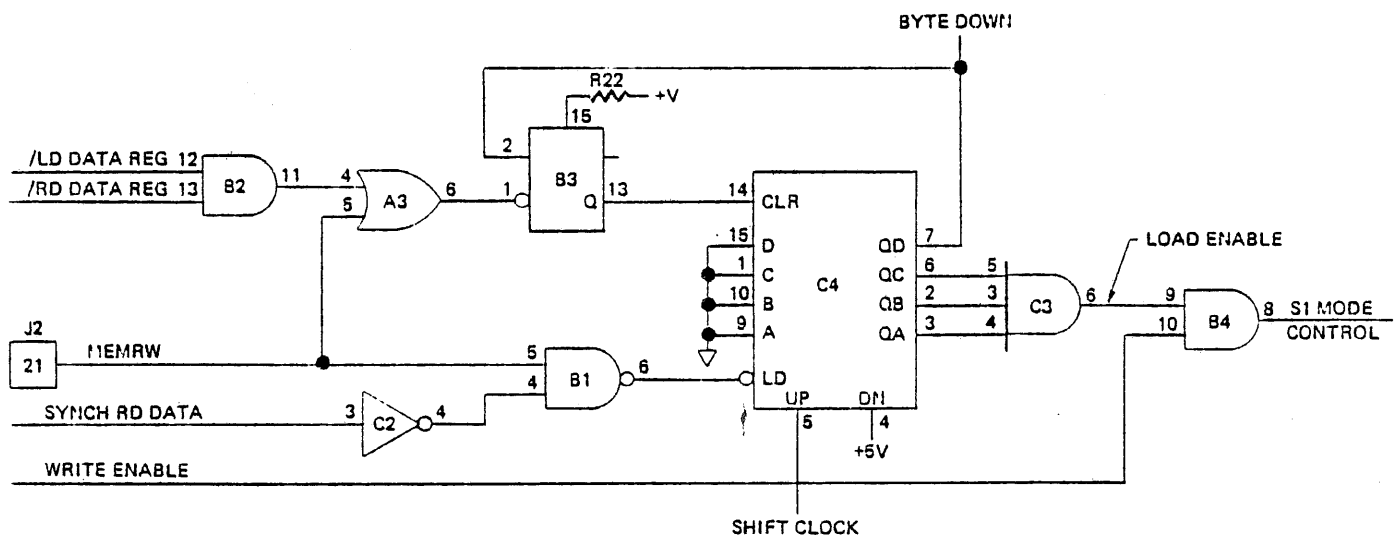 BYTE DOWN
R22
+V
15
2
/LD DATA REG 12
/RD DATA REG 13
B2
11
4
5
A3
6
1
B3
Q
13
14
CLR
15
D
1
C
10
B
9
A
C4
QD
7
QC
6
QB
2
QA
3
LOAD ENABLE
5
3
4
C3
6
9
10
B4
8
S1 MODE
CONTROL
J2
21
MEMRW
5
4
B1
6
LD
UP
DN
5
4
+5V
SYNCH RD DATA
3
C2
4
WRITE ENABLE
SHIFT CLOCK